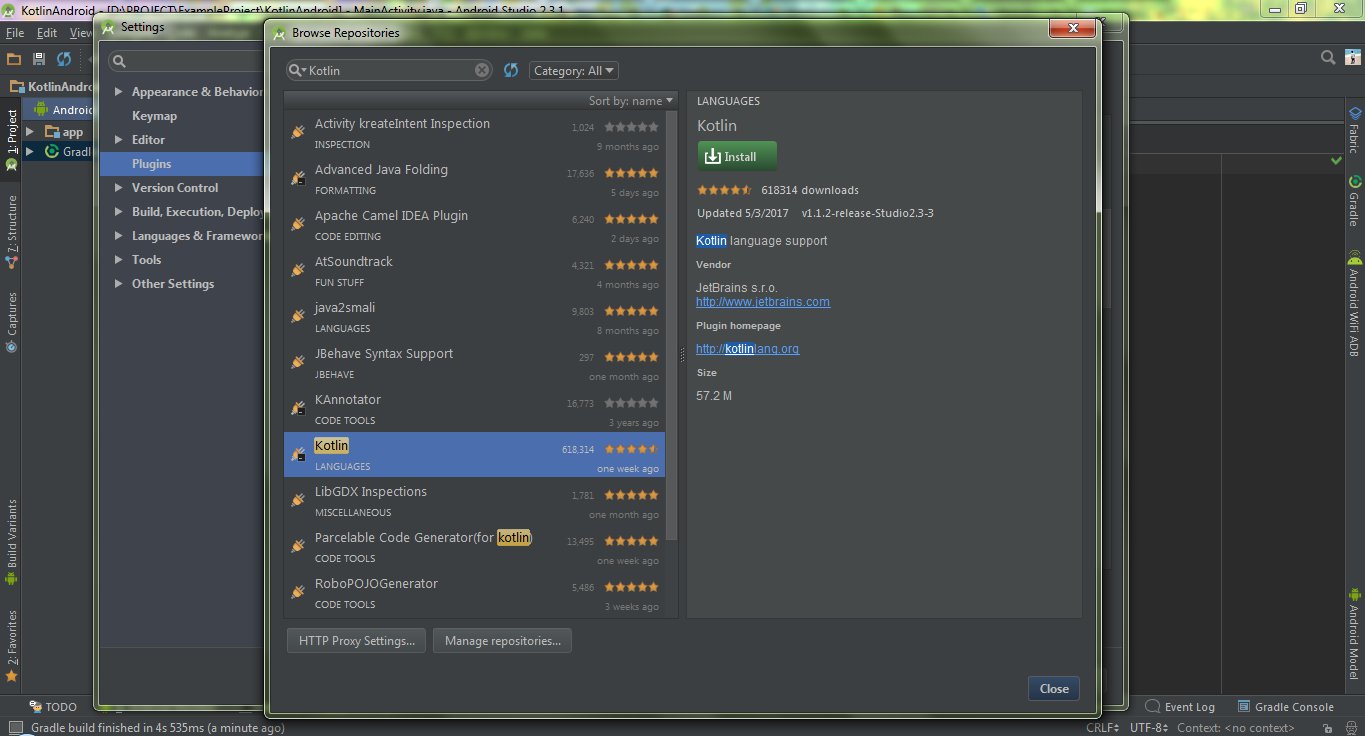 KotlinAndroid - [D:\PROJECT\ExampleProject\KotlinAndroid] - MainActivity.java - Android Studio 2.3.1
File Edit View
KotlinAndro
Android
app
Gradl
1: Project
7: Structure
Captures
Build Variants
2: Favorites
Settings
Appearance & Behavior
Keymap
Editor
Plugins
Version Control
Build, Execution, Deploy
Languages & Framewor
Tools
Other Settings
Browse Repositories
Kotlin
Category: All
Sort by: name
Activity kreateIntent Inspection 1,024
INSPECTION 9 months ago
Advanced Java Folding 17,636
FORMATTING 5 days ago
Apache Camel IDEA Plugin 6,240
CODE EDITING 2 days ago
AtSoundtrack 4,321
FUN STUFF 4 months ago
java2smali 9,803
LANGUAGES 8 months ago
JBehave Syntax Support 297
JBEHAVE one month ago
KAnnotator 16,773
CODE TOOLS 3 years ago
Kotlin 618,314
LANGUAGES one week ago
LibGDX Inspections 1,781
MISCELLANEOUS one month ago
Parcelable Code Generator(for kotlin) 13,495
CODE TOOLS one week ago
RoboPOJOGenerator 5,486
CODE TOOLS 3 weeks ago
HTTP Proxy Settings...
Manage repositories...
LANGUAGES
Kotlin
Install
618314 downloads
Updated 5/3/2017 v1.1.2-release-Studio2.3-3
Kotlin language support
Vendor
JetBrains s.r.o.
http://www.jetbrains.com
Plugin homepage
http://kotlinlang.org
Size
57.2 M
Close
Fabric
Gradle
Android WiFi ADB
Android Model
TODO
Event Log
Gradle Console
Gradle build finished in 4s 535ms (a minute ago)
CRLF UTF-8 Context: <no context>